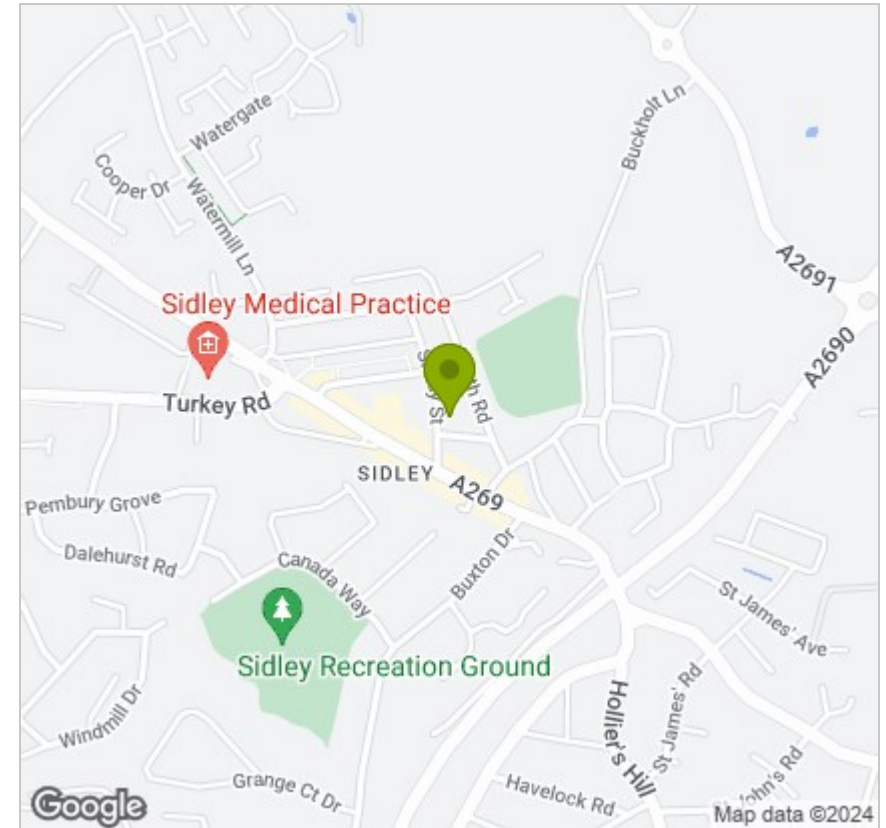 Watergate
Cooper Dr
Watermill Ln
Buckholt Ln
A2691
A2690
Sidley Medical Practice
Turkey Rd
SIDLEY
A269
Pembury Grove
Dalehurst Rd
Canada Way
Buxton Dr
St James' Ave
Sidley Recreation Ground
Windmill Dr
Hollier's Hill
St James' Rd
Grange Ct Dr
Havelock Rd
Google
Map data ©2024